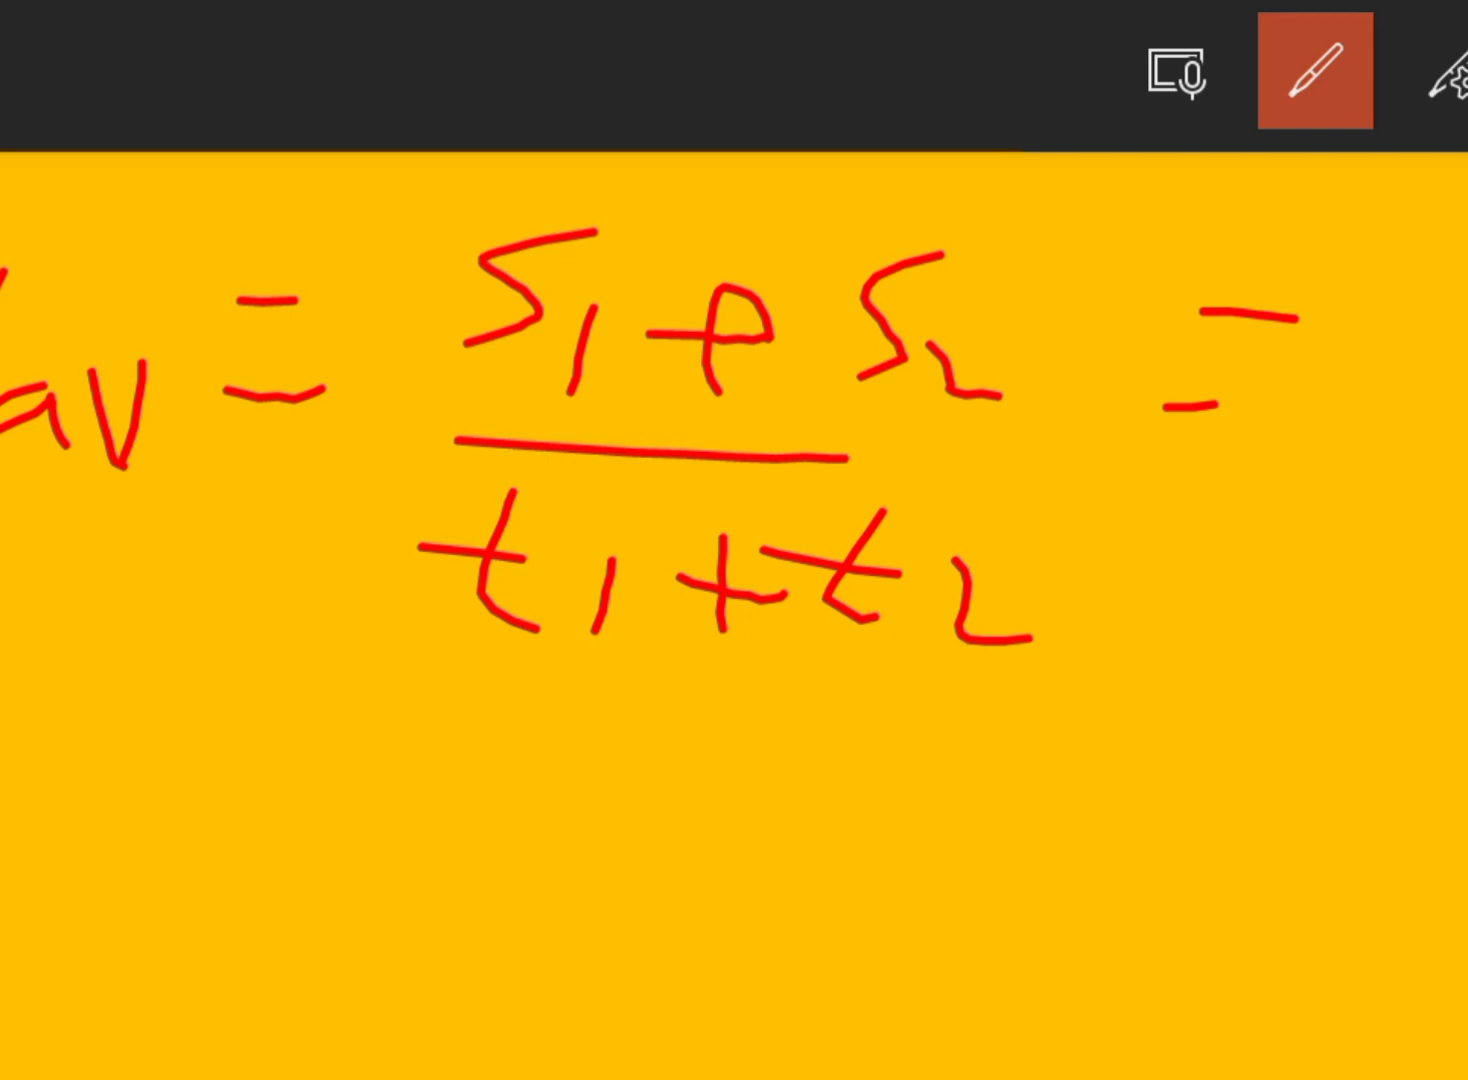 av = S1 + S2 =
t1 + t2